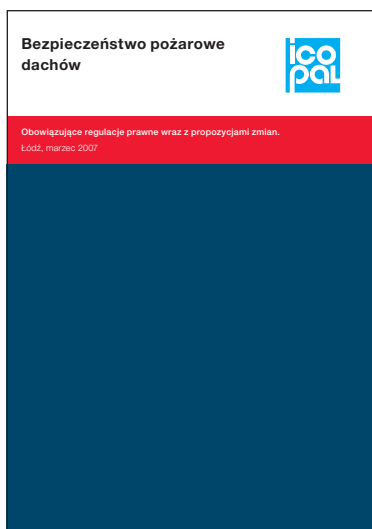 Bezpieczeństwo pożarowe
dachów
ico
pal
Obowiązujące regulacje prawne wraz z propozycjami zmian.
Łódź, marzec 2007